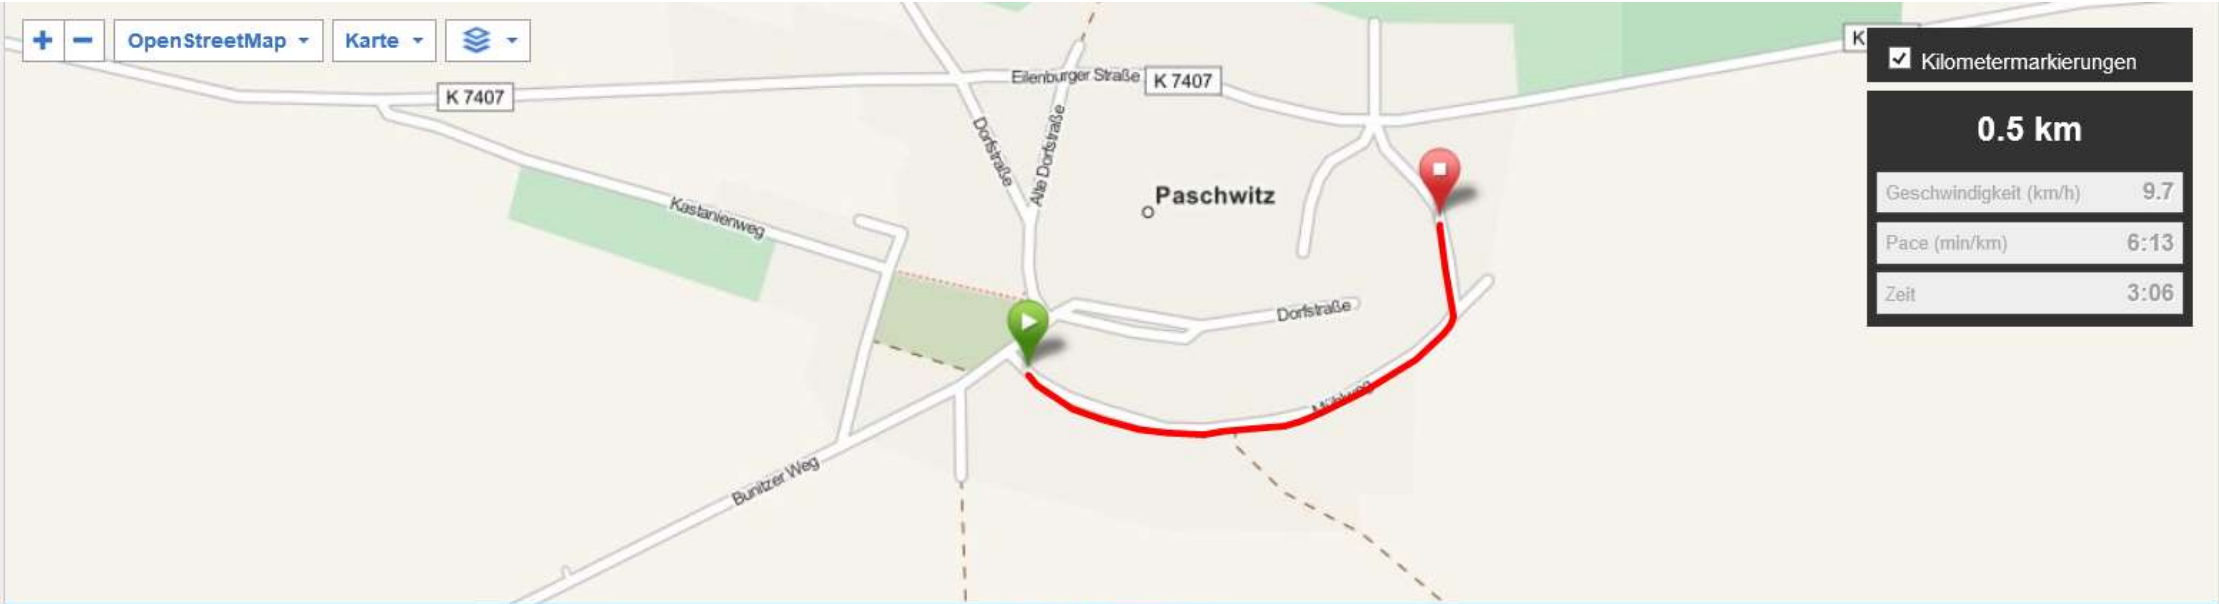 + − OpenStreetMap Karte
K 7407
Eilenburger Straße
K 7407
K
Kilometermarkierungen
0.5 km
Geschwindigkeit (km/h) 9.7
Pace (min/km) 6:13
Zeit 3:06
Dorfstraße
Alte Dorfstraße
Paschwitz
Kastanienweg
Dorfstraße
Mühlweg
Bunitzer Weg